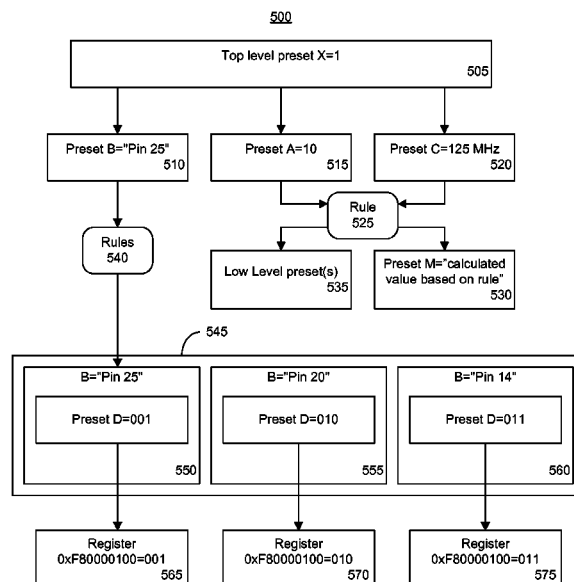 500
Top level preset X=1
505
Preset B="Pin 25"
510
Preset A=10
515
Preset C=125 MHz
520
Rule
525
Rules
540
Low Level preset(s)
535
Preset M="calculated
value based on rule"
530
545
B="Pin 25"
Preset D=001
550
B="Pin 20"
Preset D=010
555
B="Pin 14"
Preset D=011
560
Register
0xF80000100=001
565
Register
0xF80000100=010
570
Register
0xF80000100=011
575